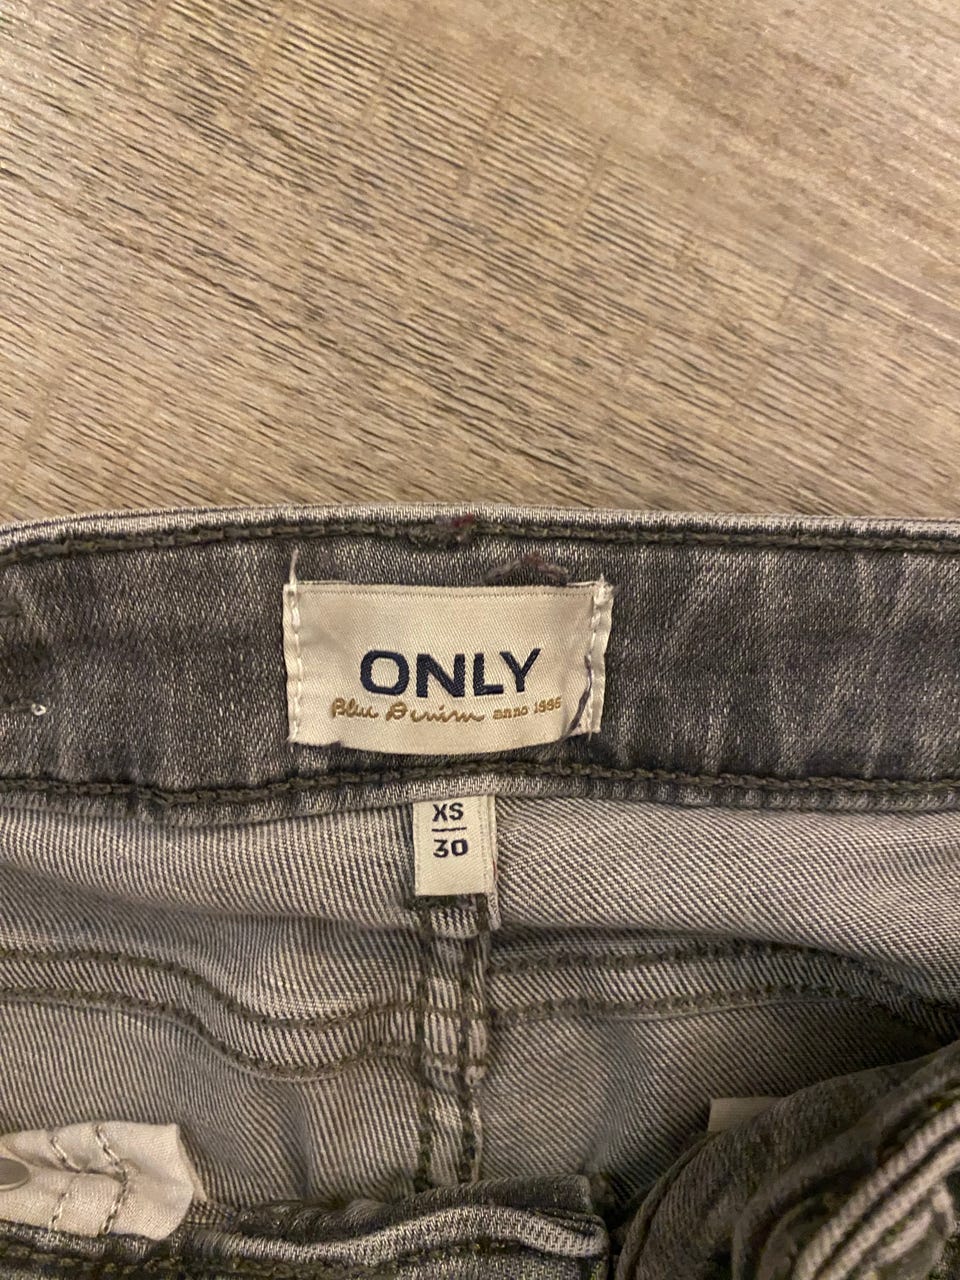 ONLY
Blue Denim anno 1995
XS
30